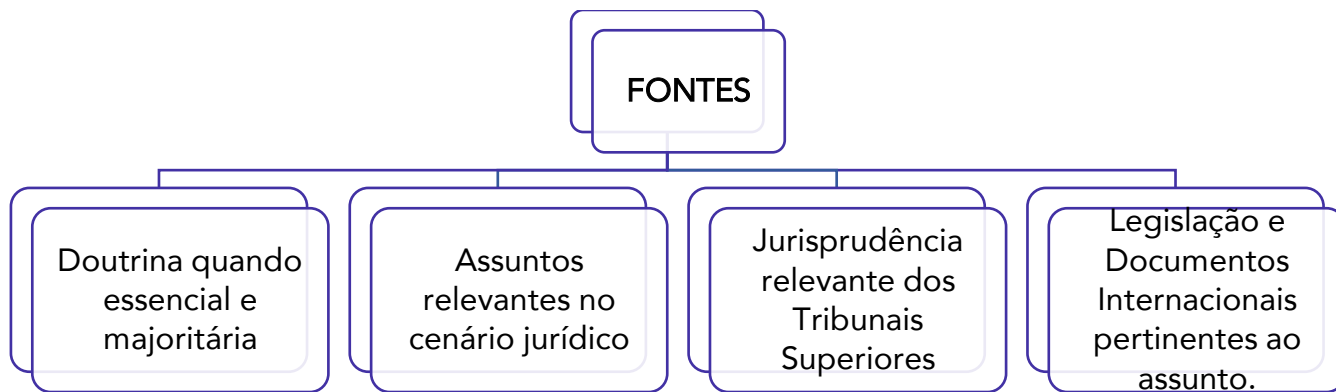 FONTES
Doutrina quando
essencial e
majoritária
Assuntos
relevantes no
cenário jurídico
Jurisprudência
relevante dos
Tribunais
Superiores
Legislação e
Documentos
Internacionais
pertinentes ao
assunto.